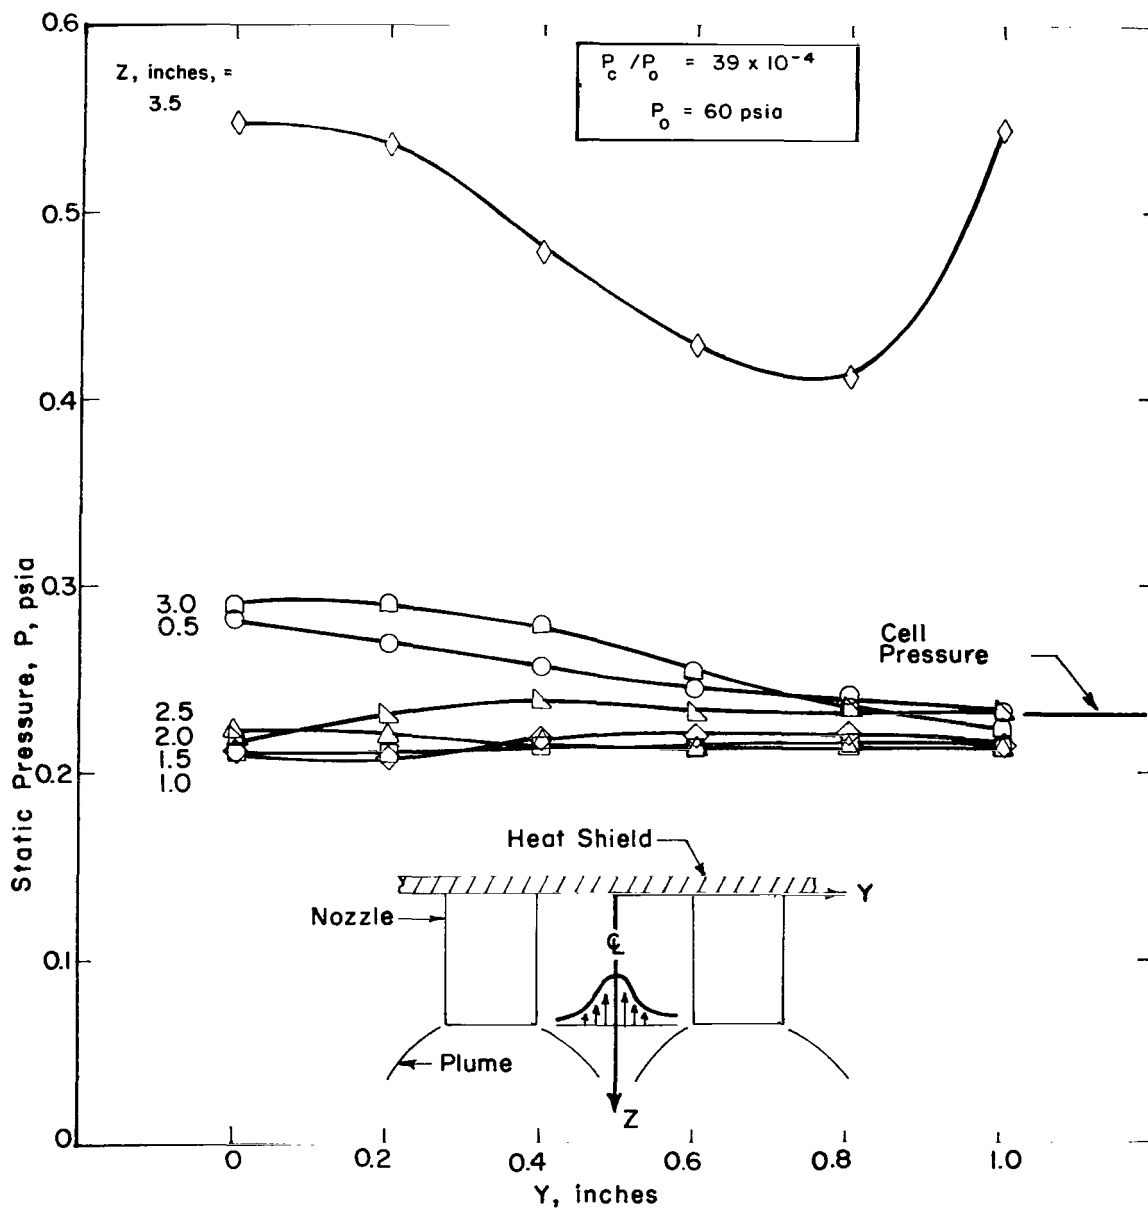 0.6
0.5
0.4
0.3
0.2
0.1
0
Static Pressure, P, psia
Z, inches, =
3.5
P_c / P_o = 39 x 10^-4
P_o = 60 psia
3.0
0.5
2.5
2.0
1.5
1.0
Cell
Pressure
Heat Shield
Y
Nozzle
℄
Plume
Z
0 0.2 0.4 0.6 0.8 1.0
Y, inches